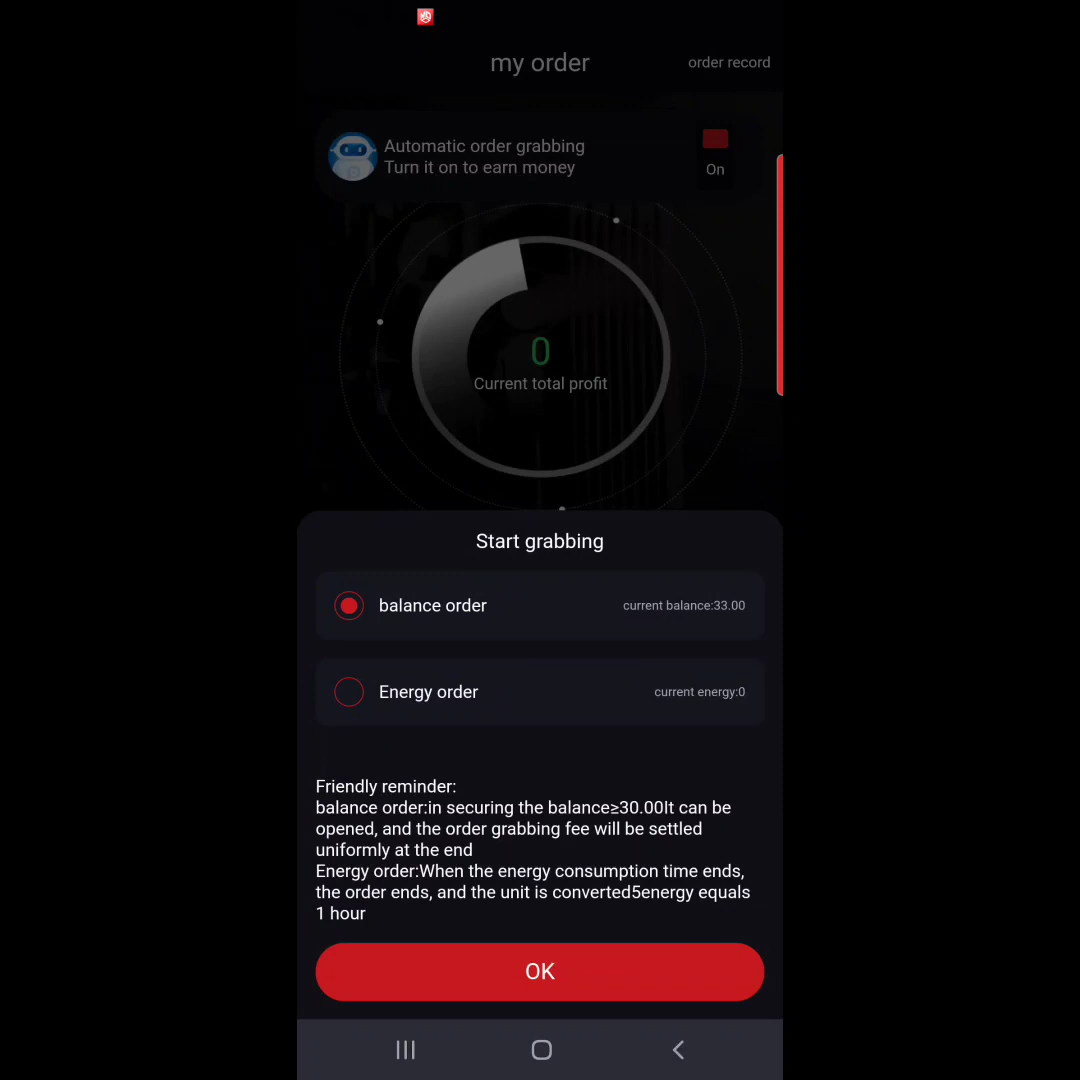 my order
order record
Automatic order grabbing
Turn it on to earn money
On
0
Current total profit
Start grabbing
balance order
current balance:33.00
Energy order
current energy:0
Friendly reminder:
balance order:in securing the balance≥30.00It can be
opened, and the order grabbing fee will be settled
uniformly at the end
Energy order:When the energy consumption time ends,
the order ends, and the unit is converted5energy equals
1 hour
OK